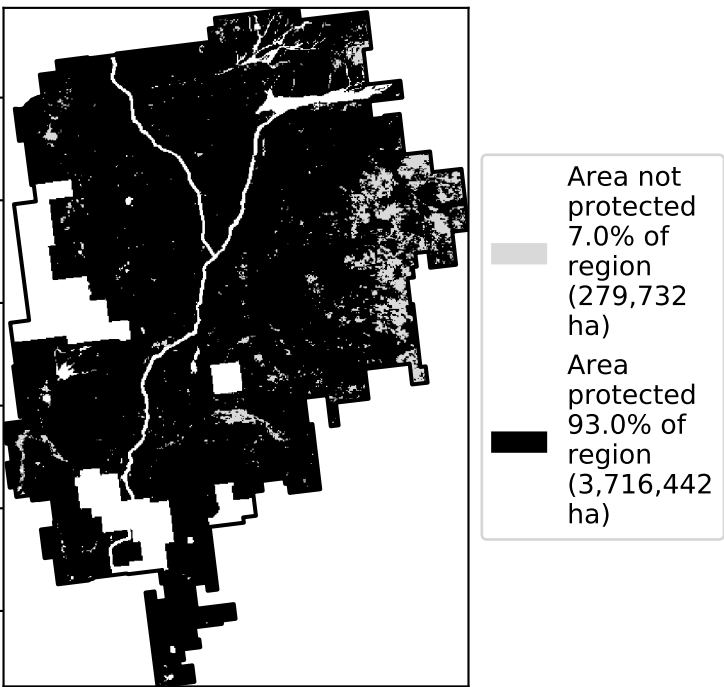 Area not
protected
7.0% of
region
(279,732
ha)
Area
protected
93.0% of
region
(3,716,442
ha)